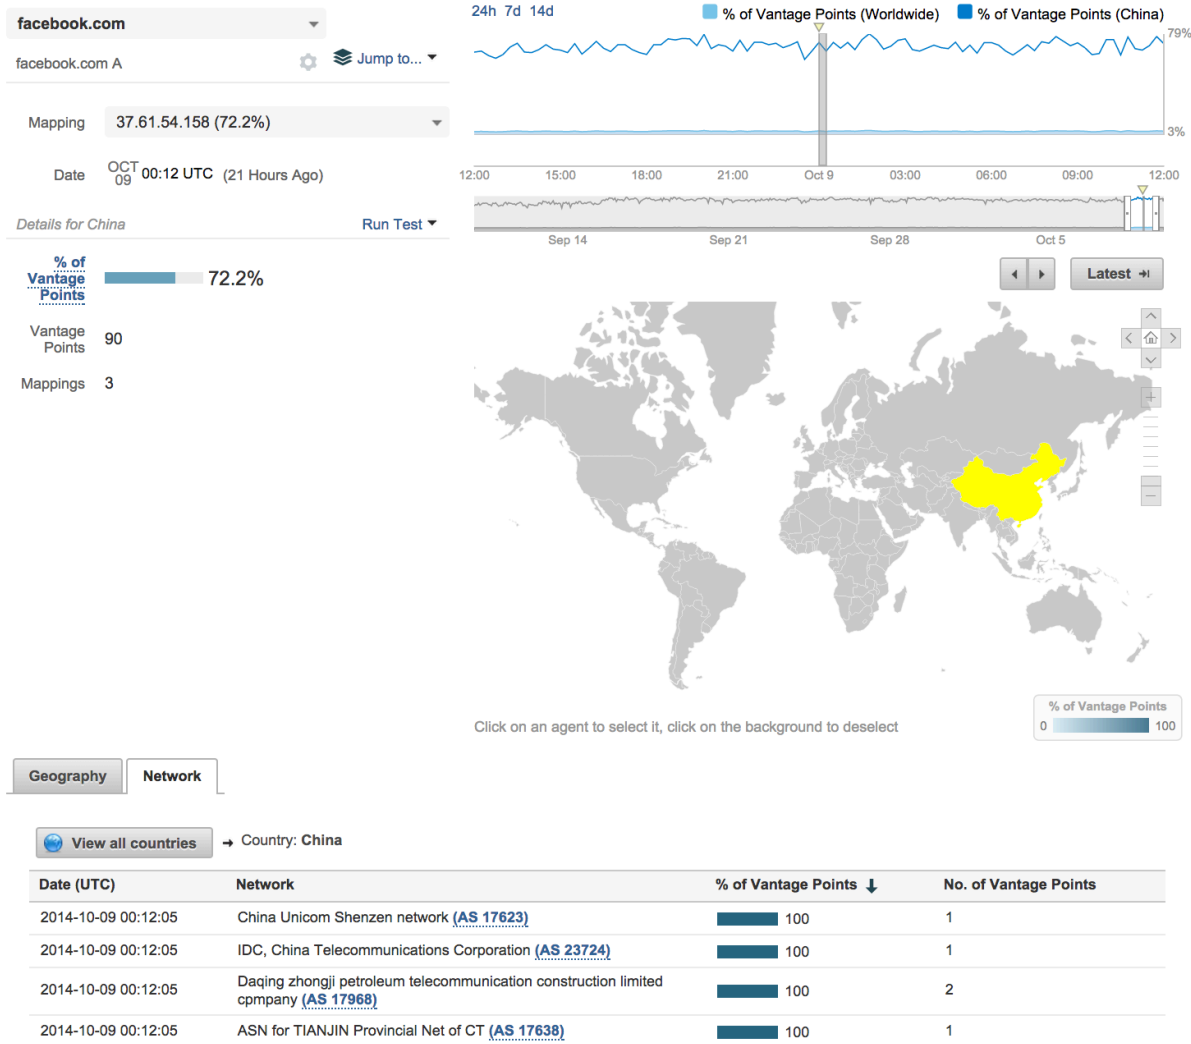 facebook.com
facebook.com A
Jump to...
Mapping
37.61.54.158 (72.2%)
Date
OCT
09
00:12 UTC
(21 Hours Ago)
Details for China
Run Test
% of
Vantage
Points
72.2%
Vantage
Points
90
Mappings
3
24h 7d 14d
% of Vantage Points (Worldwide)
% of Vantage Points (China)
79%
3%
12:00 15:00 18:00 21:00 Oct 9 03:00 06:00 09:00 12:00
Sep 14 Sep 21 Sep 28 Oct 5
Latest
Click on an agent to select it, click on the background to deselect
% of Vantage Points
0 100
Geography
Network
View all countries
Country: China
Date (UTC) Network % of Vantage Points No. of Vantage Points
2014-10-09 00:12:05 China Unicom Shenzen network (AS 17623) 100 1
2014-10-09 00:12:05 IDC, China Telecommunications Corporation (AS 23724) 100 1
2014-10-09 00:12:05 Daqing zhongji petroleum telecommunication construction limited
cpmpany (AS 17968) 100 2
2014-10-09 00:12:05 ASN for TIANJIN Provincial Net of CT (AS 17638) 100 1